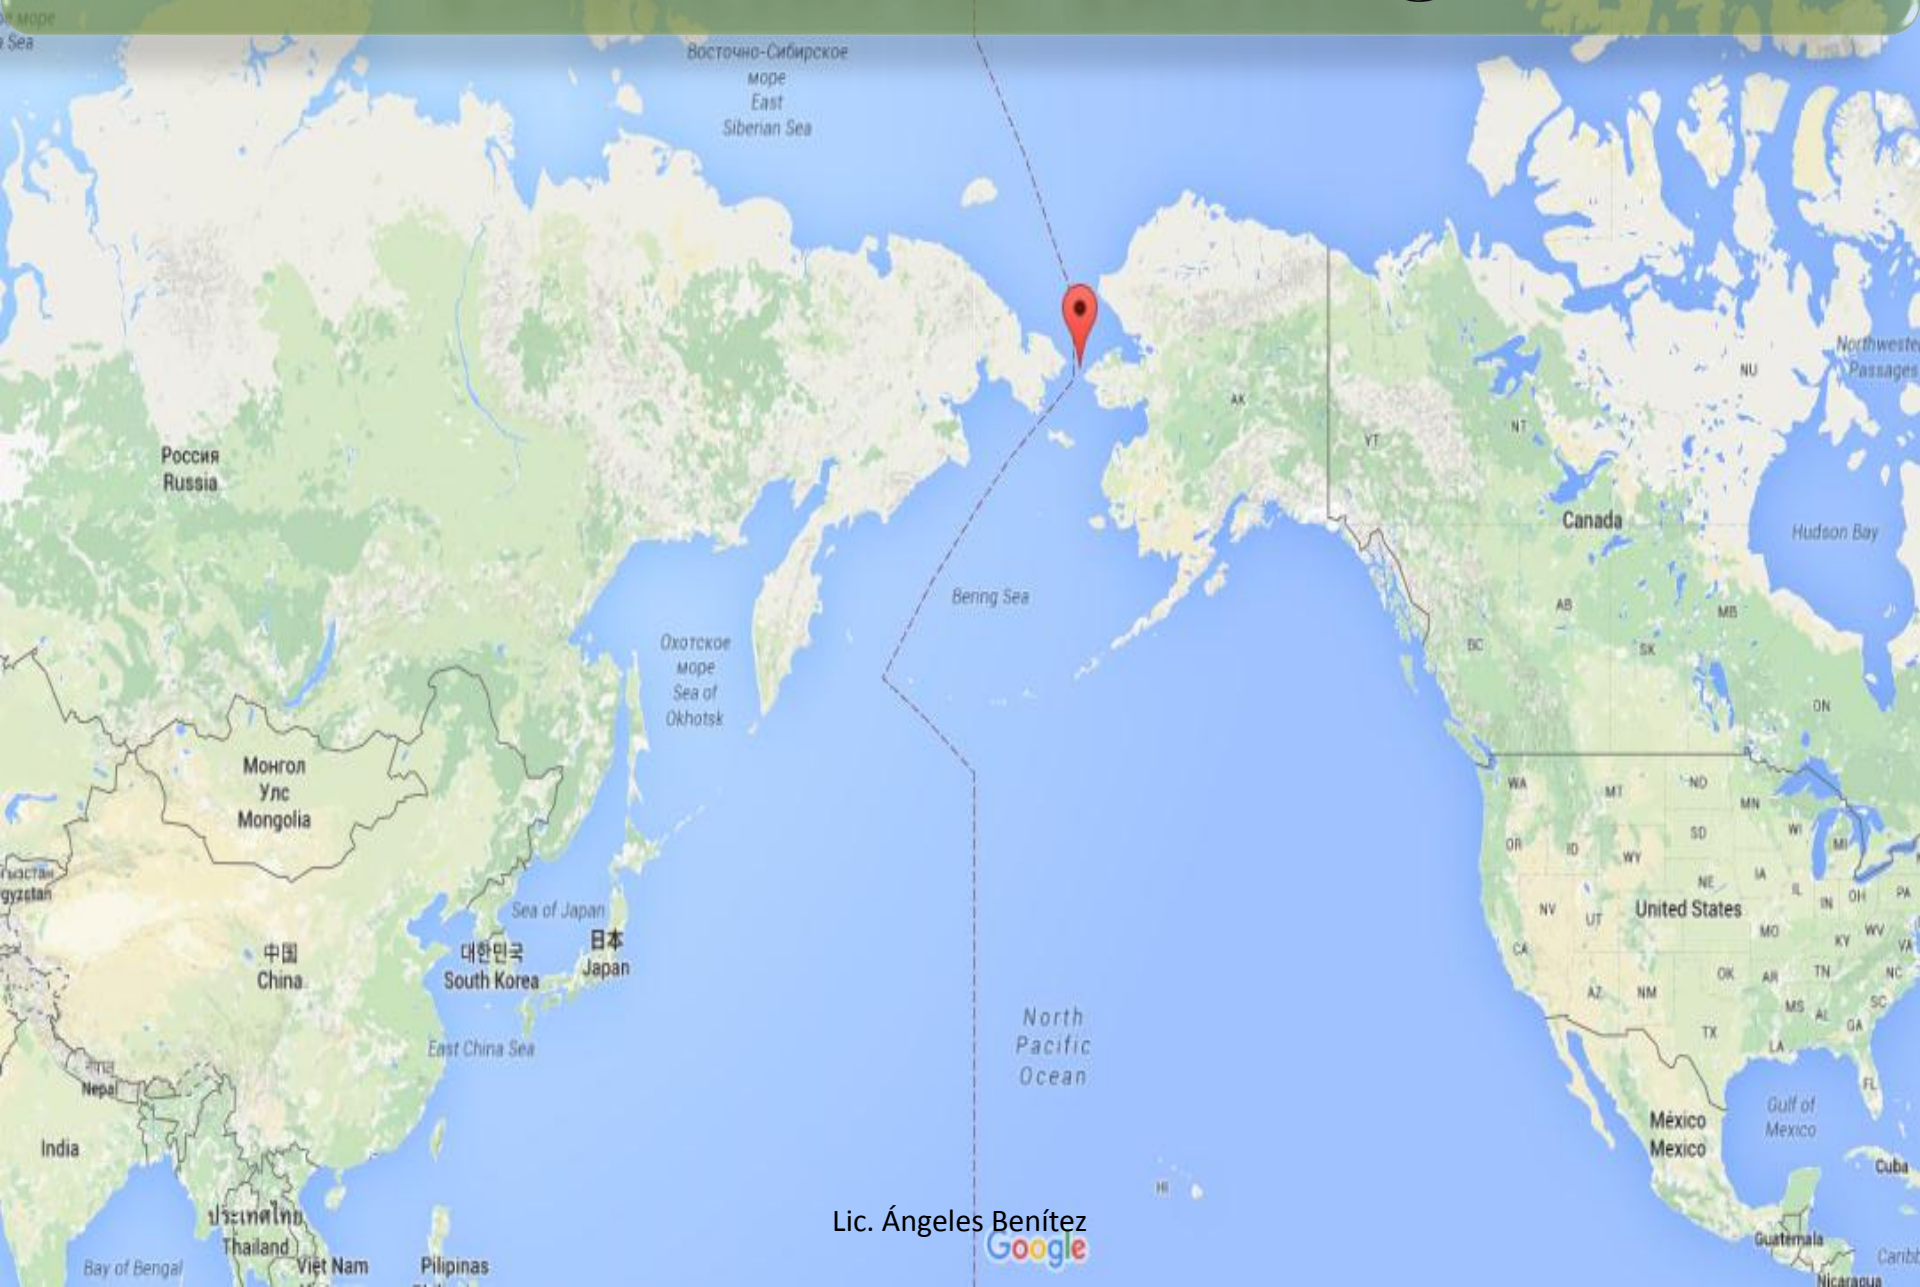 е море
Sea
Восточно-Сибирское
море
East
Siberian Sea
Northweste
Passages
NU
AK
YT
NT
Россия
Russia
Canada
Hudson Bay
Bering Sea
AB
MB
BC
SK
Охотское
море
Sea of
Okhotsk
ON
Монгол
Улс
Mongolia
WA
MT
ND
MN
OR
ID
SD
WI
MI
WY
IA
NE
IL
IN
OH
PA
гызстан
gyzstan
NV
UT
United States
Sea of Japan
MO
KY
WV
VA
CA
中国
China
대한민국
South Korea
日本
Japan
OK
AR
TN
NC
AZ
NM
MS
AL
SC
GA
TX
LA
North
Pacific
Ocean
East China Sea
Nepal
FL
India
México
Mexico
Gulf of
Mexico
Cuba
HI
ประเทศไทย
Thailand
Lic. Ángeles Benítez
Google
Guatemala
Bay of Bengal
Việt Nam
Pilipinas
Caribb
Nicaragua